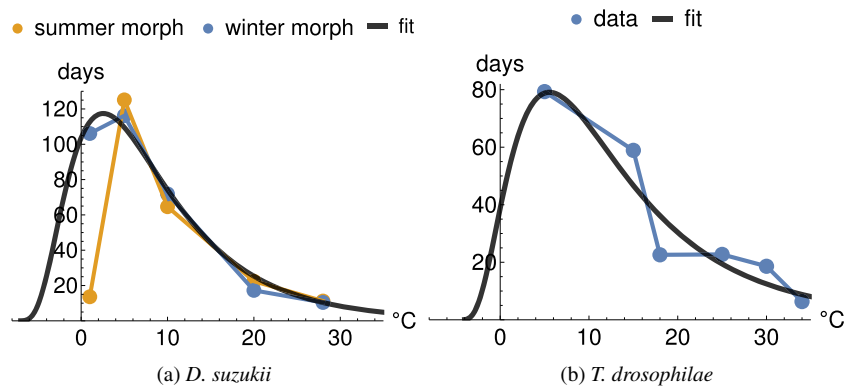 summer morph winter morph fit
days
120
100
80
60
40
20
0 10 20 30
°C
(a) D. suzukii
data fit
days
80
60
40
20
0 10 20 30
°C
(b) T. drosophilae